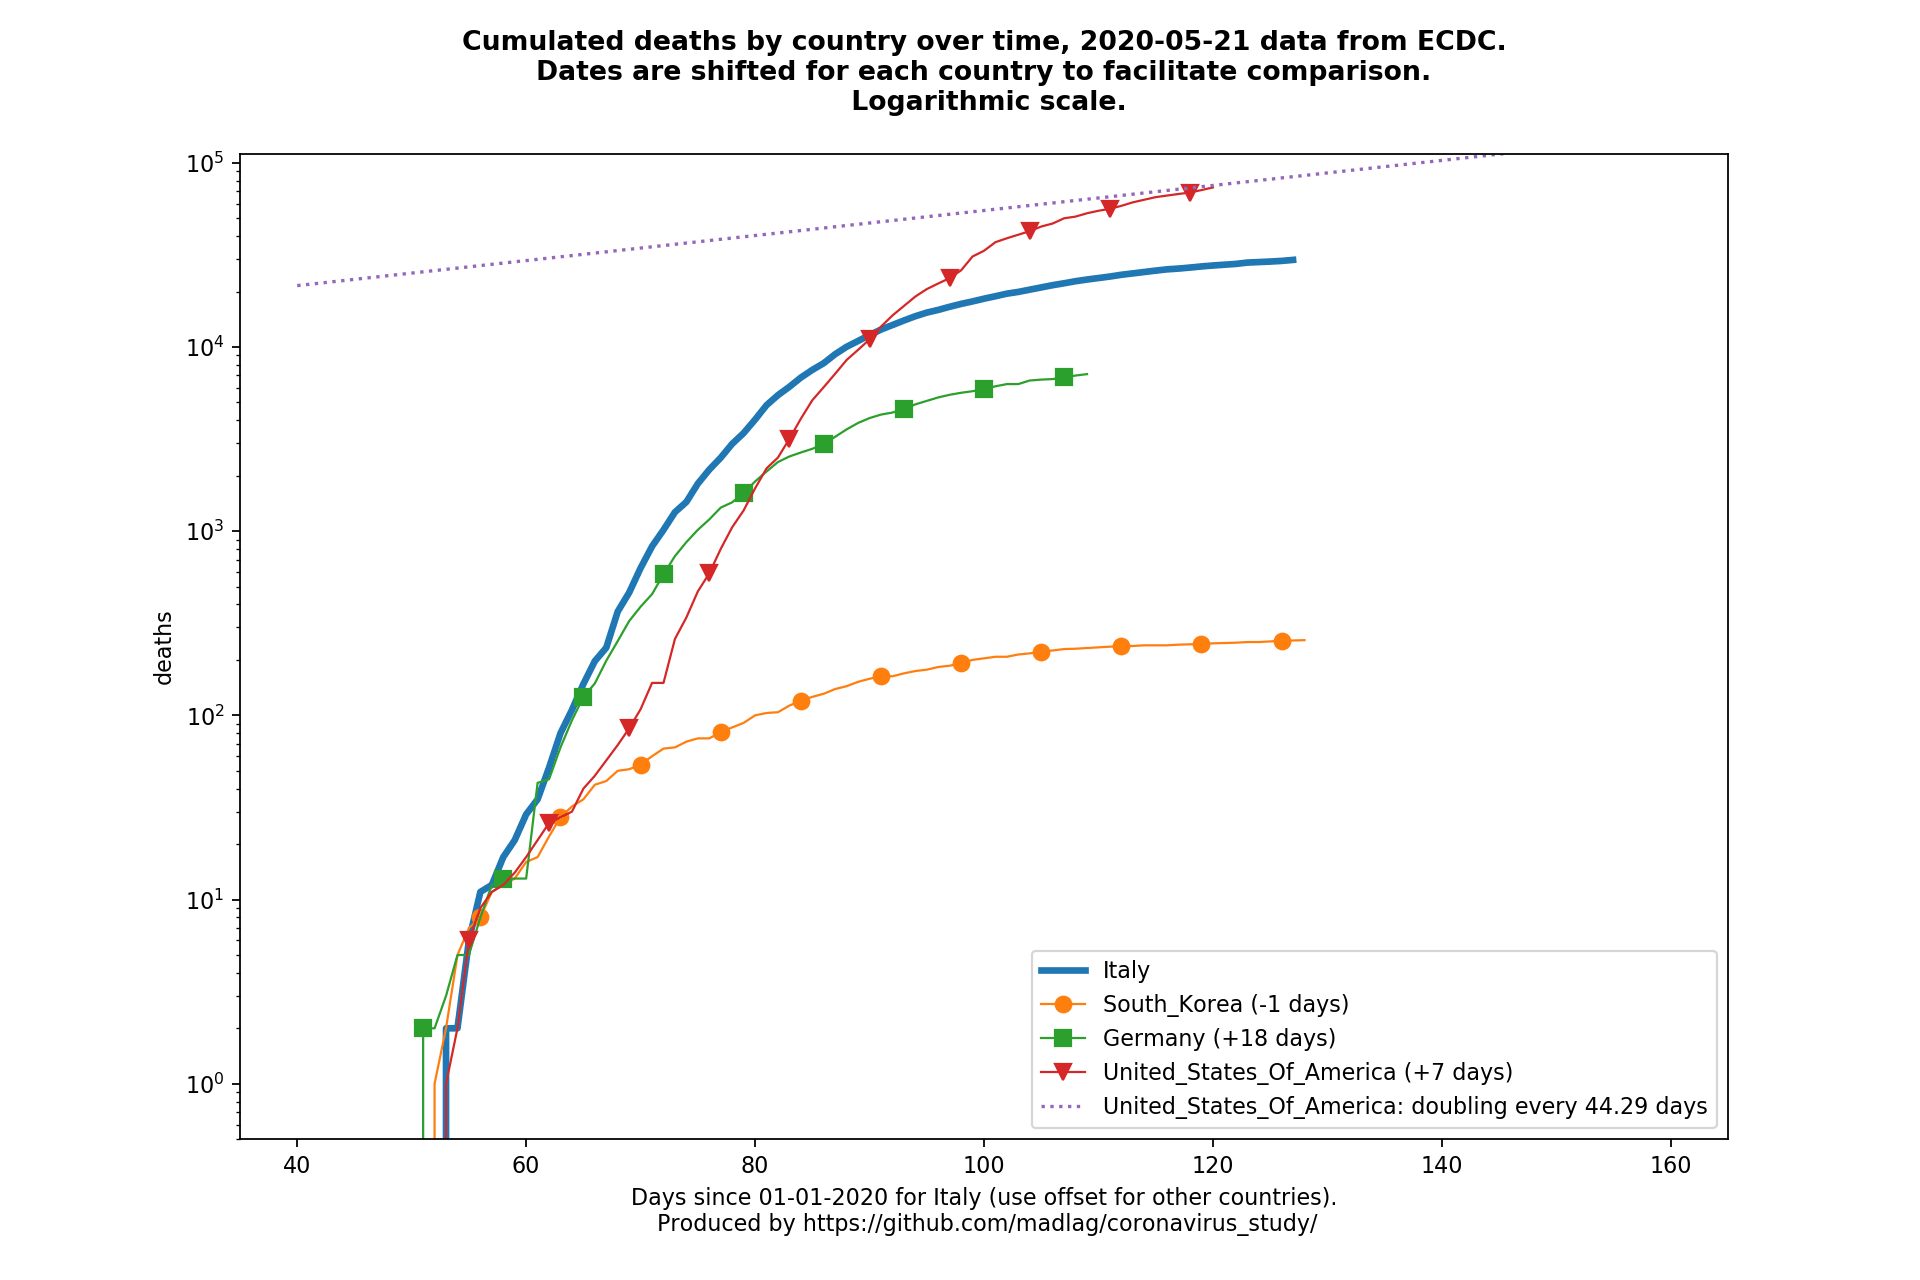 Cumulated deaths by country over time, 2020-05-21 data from ECDC.
Dates are shifted for each country to facilitate comparison.
Logarithmic scale.
10^5
10^4
10^3
10^2
10^1
10^0
deaths
Italy
South_Korea (-1 days)
Germany (+18 days)
United_States_Of_America (+7 days)
United_States_Of_America: doubling every 44.29 days
40 60 80 100 120 140 160
Days since 01-01-2020 for Italy (use offset for other countries).
Produced by https://github.com/madlag/coronavirus_study/